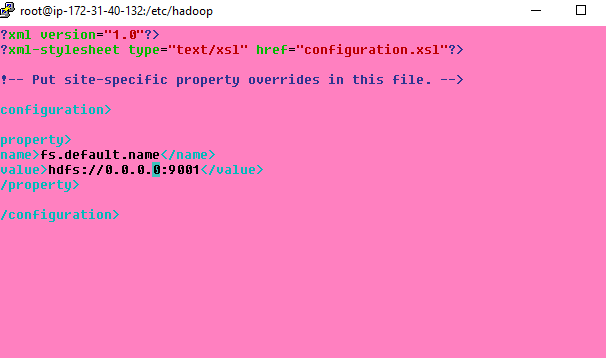 root@ip-172-31-40-132:/etc/hadoop
?xml version="1.0"?>
?xml-stylesheet type="text/xsl" href="configuration.xsl"?>
!-- Put site-specific property overrides in this file. -->
configuration>
property>
name>fs.default.name</name>
value>hdfs://0.0.0.0:9001</value>
/property>
/configuration>